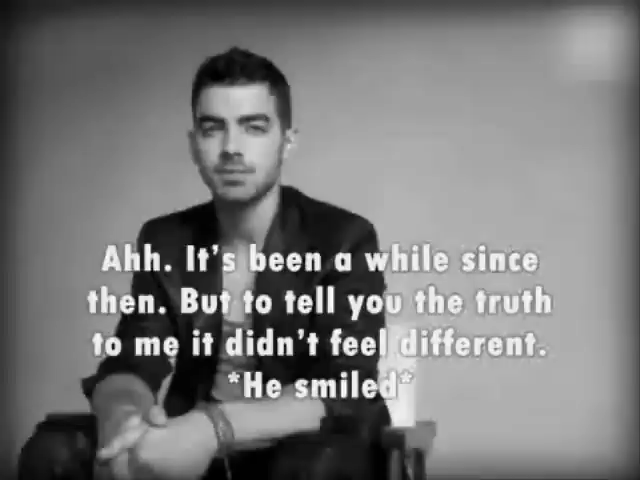 Ahh. It's been a while since
then. But to tell you the truth
to me it didn't feel different.
*He smiled*